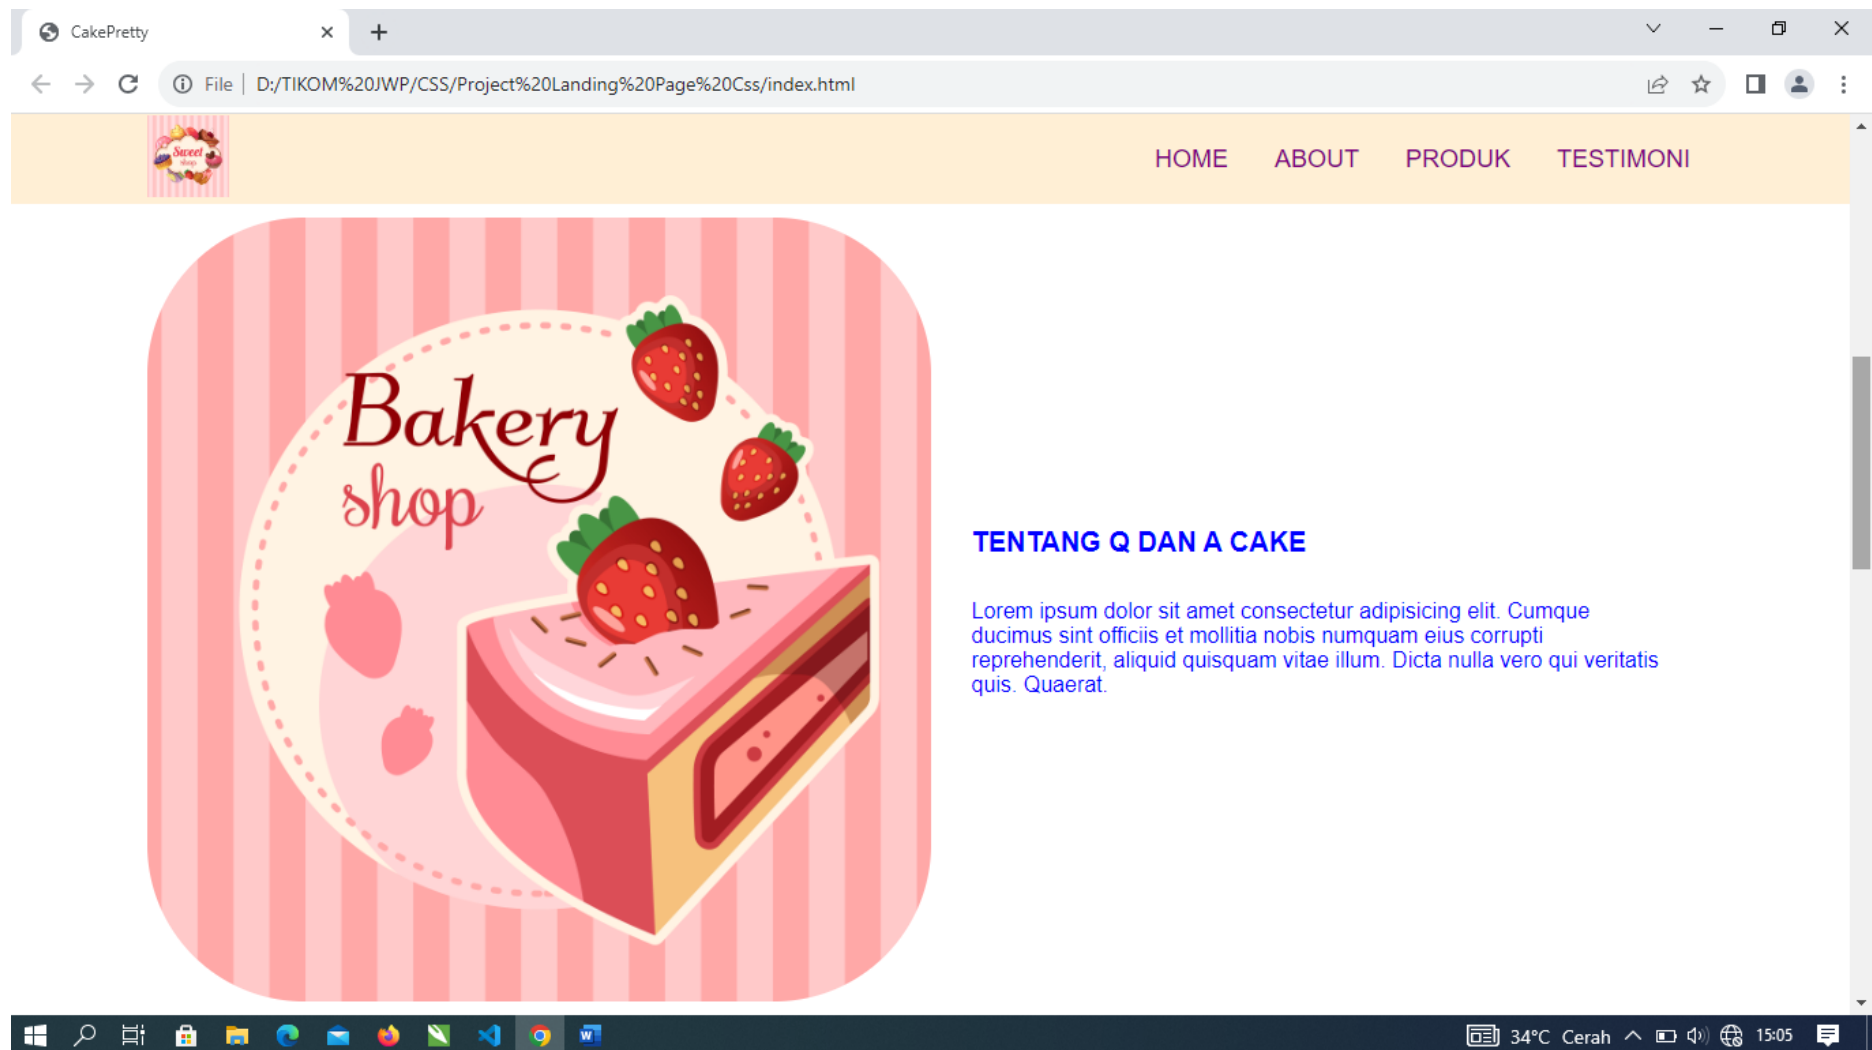 CakePretty
File
D:/TIKOM%20JWP/CSS/Project%20Landing%20Page%20Css/index.html
Sweet
shop
HOME ABOUT PRODUK TESTIMONI
Bakery
shop
TENTANG Q DAN A CAKE
Lorem ipsum dolor sit amet consectetur adipisicing elit. Cumque
ducimus sint officiis et mollitia nobis numquam eius corrupti
reprehenderit, aliquid quisquam vitae illum. Dicta nulla vero qui veritatis
quis. Quaerat.
34°C Cerah 15:05